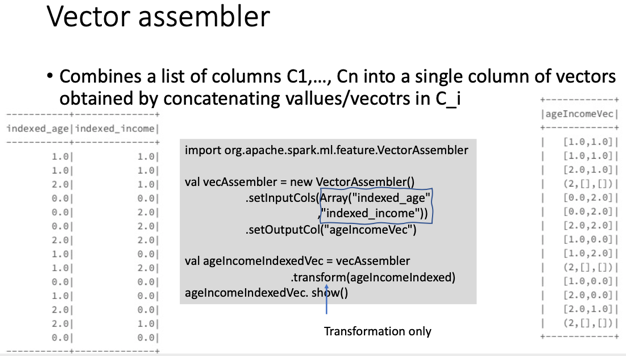 Vector assembler
• Combines a list of columns C1,..., Cn into a single column of vectors
obtained by concatenating vallues/vecotrs in C_i
indexed_age|indexed_income|
1.0| 1.0|
1.0| 1.0|
2.0| 1.0|
0.0| 0.0|
0.0| 2.0|
0.0| 2.0|
2.0| 2.0|
1.0| 0.0|
1.0| 2.0|
0.0| 0.0|
1.0| 0.0|
2.0| 0.0|
2.0| 1.0|
0.0| 0.0|
import org.apache.spark.ml.feature.VectorAssembler
val vecAssembler = new VectorAssembler()
.setInputCols(Array("indexed_age"
,"indexed_income"))
.setOutputCol("ageIncomeVec")
val ageIncomeIndexedVec = vecAssembler
.transform(ageIncomeIndexed)
ageIncomeIndexedVec. show()
Transformation only
|ageIncomeVec|
| [1.0,1.0]|
| [1.0,1.0]|
| [2.0,1.0]|
| (2,[],[])|
| [0.0,2.0]|
| [0.0,2.0]|
| [2.0,2.0]|
| [1.0,0.0]|
| [1.0,2.0]|
| (2,[],[])|
| [1.0,0.0]|
| [2.0,0.0]|
| [2.0,1.0]|
| (2,[],[])|